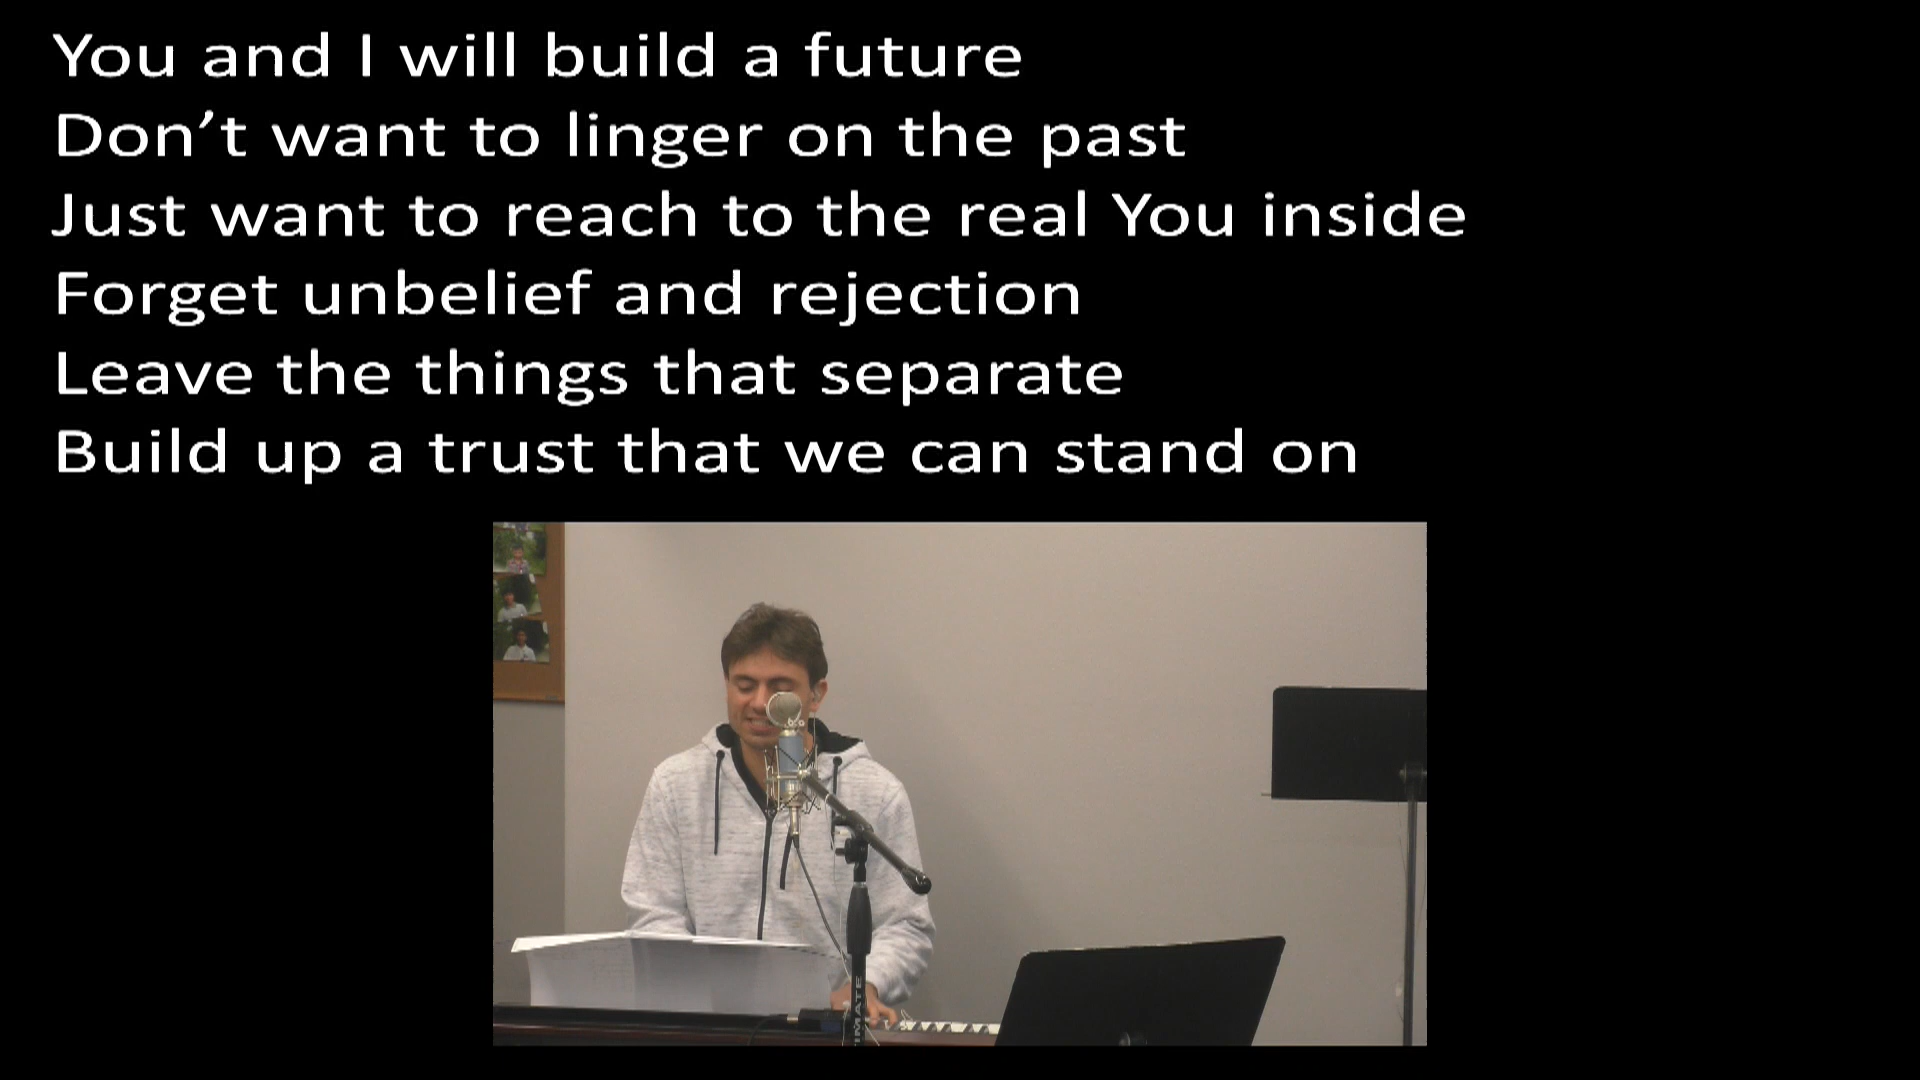 You and I will build a future
Don’t want to linger on the past
Just want to reach to the real You inside
Forget unbelief and rejection
Leave the things that separate
Build up a trust that we can stand on
TIMATE